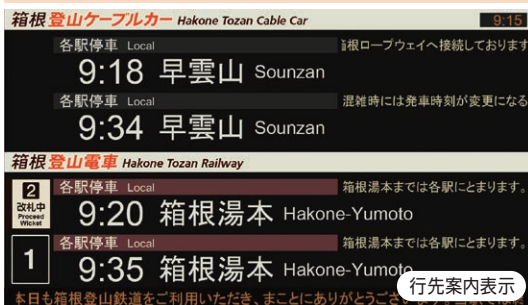 箱根登山ケーブルカー Hakone Tozan Cable Car 9:15
各駅停車 Local 箱根ロープウェイへ接続しております
9:18 早雲山 Sounzan
各駅停車 Local 混雑時には発車時刻が変更になる
9:34 早雲山 Sounzan
箱根登山電車 Hakone Tozan Railway
2 改札中 Proceed Wicket
各駅停車 Local 箱根湯本までは各駅にとまります。
9:20 箱根湯本 Hakone-Yumoto
1
各駅停車 Local 箱根湯本までは各駅にとまります。
9:35 箱根湯本 Hakone-Yumoto
本日も箱根登山鉄道をご利用いただき、まことにありがとうござ
行先案内表示